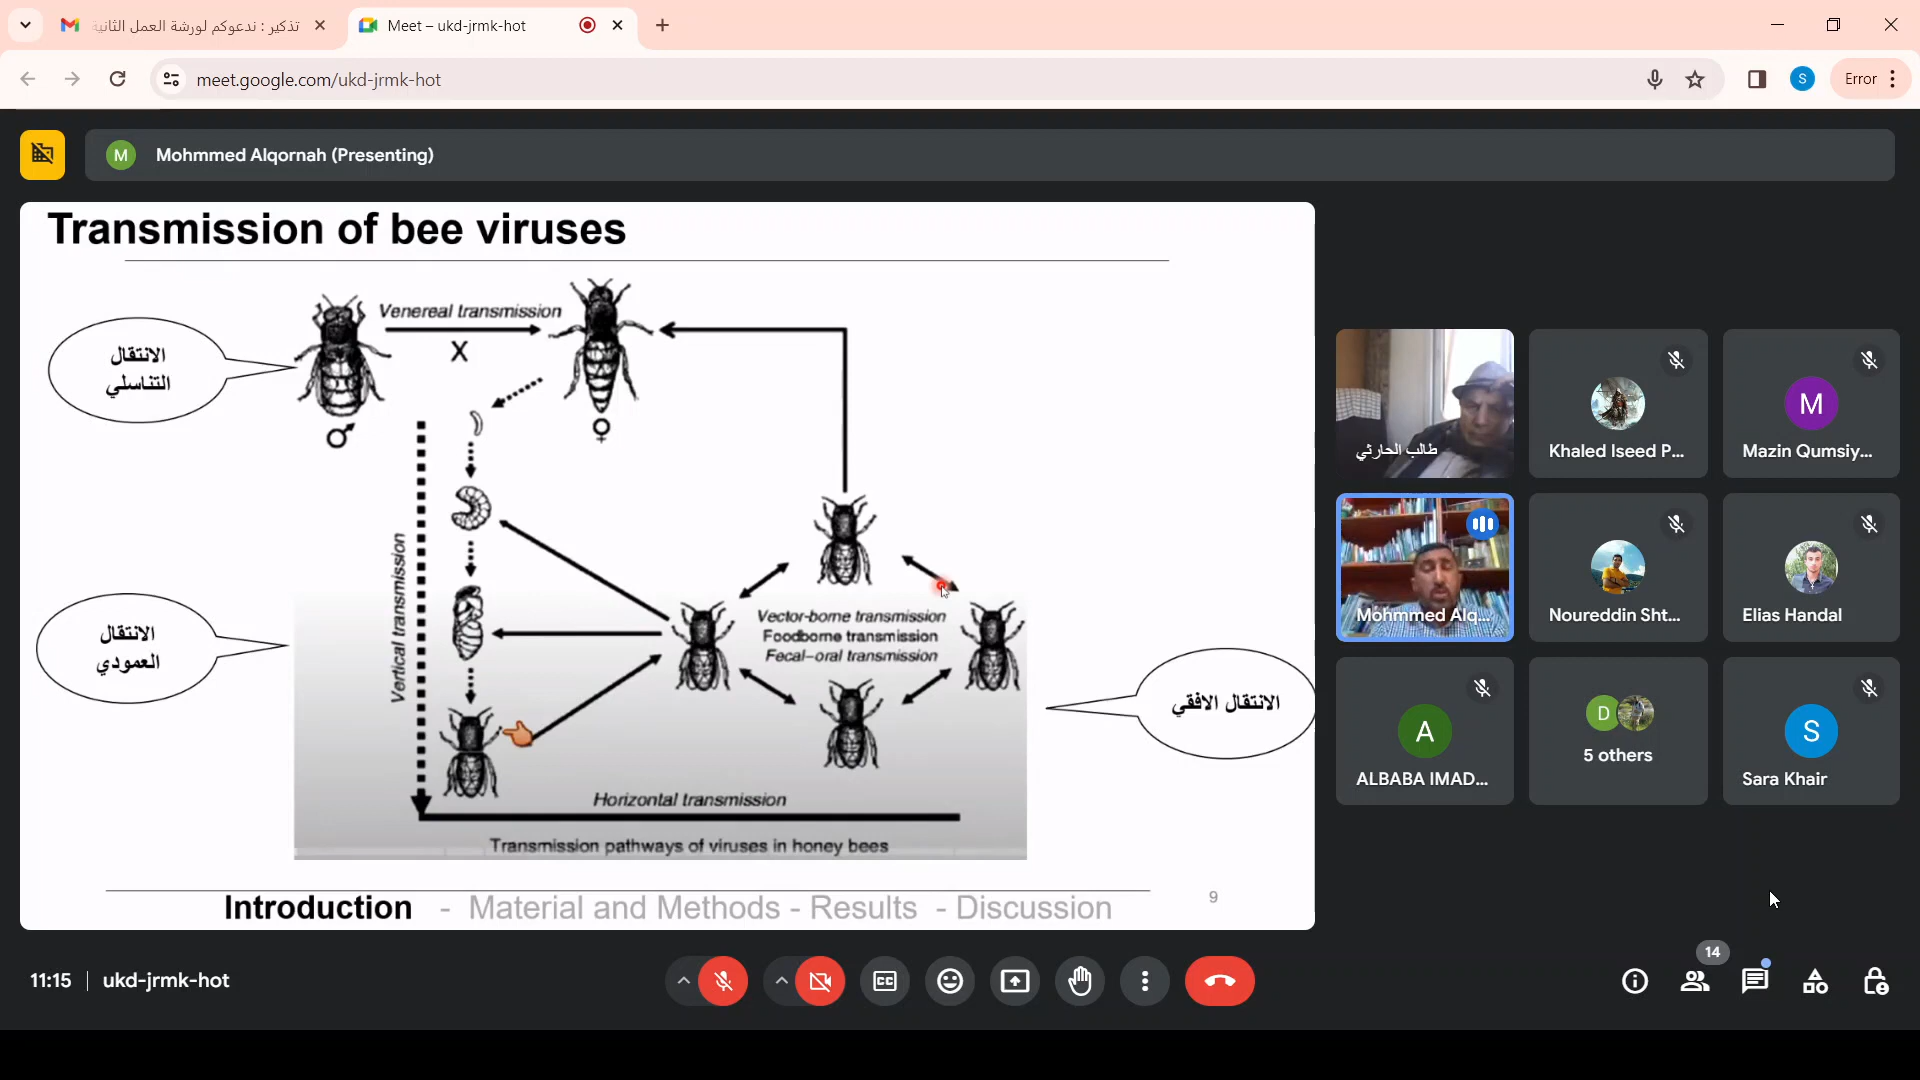 تذكير : ندعوكم لورشة العمل الثانية
Meet – ukd-jrmk-hot
meet.google.com/ukd-jrmk-hot
S
Error
M
Mohmmed Alqornah (Presenting)
Transmission of bee viruses
Venereal transmission
X
♂
♀
الانتقال
التناسلي
Vertical transmission
الانتقال
العمودي
Vector-borne transmission
Foodborne transmission
Fecal–oral transmission
الانتقال الافقي
Horizontal transmission
Transmission pathways of viruses in honey bees
Introduction - Material and Methods - Results - Discussion
9
طالب الحارثي
Khaled Iseed P...
M
Mazin Qumsiy...
Mohmmed Alq...
Noureddin Sht...
Elias Handal
A
ALBABA IMAD...
D
5 others
S
Sara Khair
11:15
ukd-jrmk-hot
CC
14